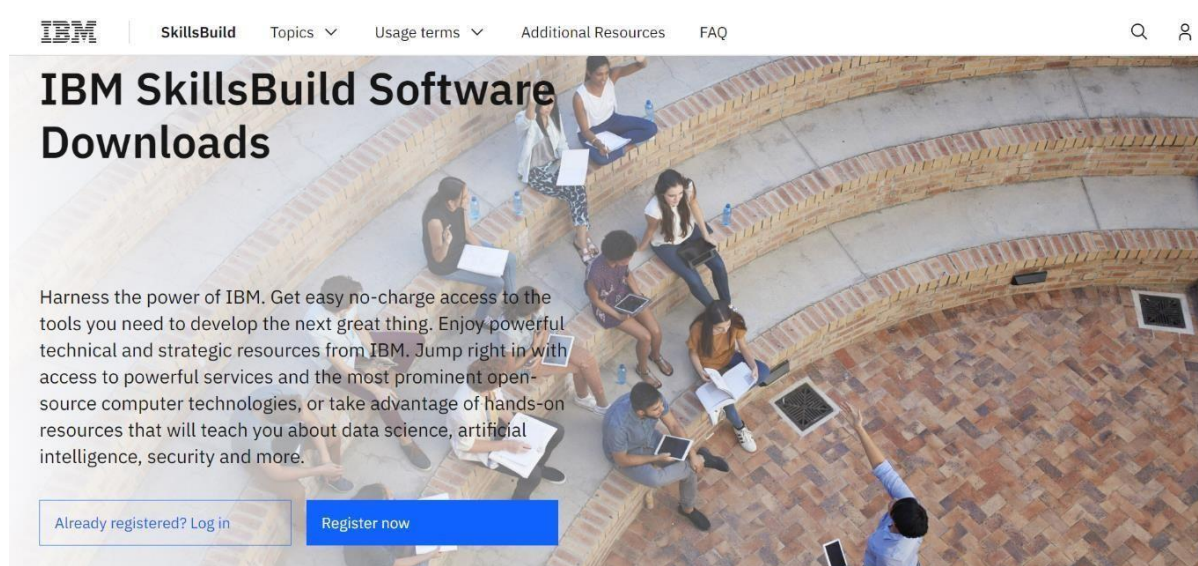 IBM SkillsBuild Topics Usage terms Additional Resources FAQ
IBM SkillsBuild Software
Downloads
Harness the power of IBM. Get easy no-charge access to the
tools you need to develop the next great thing. Enjoy powerful
technical and strategic resources from IBM. Jump right in with
access to powerful services and the most prominent open-
source computer technologies, or take advantage of hands-on
resources that will teach you about data science, artificial
intelligence, security and more.
Already registered? Log in Register now